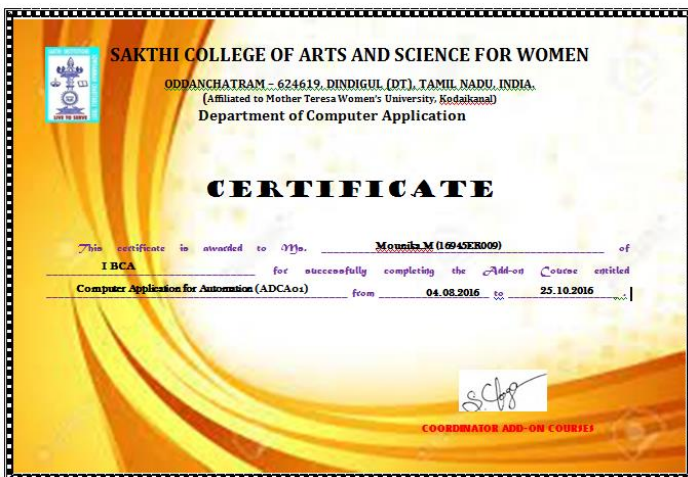 SAKTHI COLLEGE OF ARTS AND SCIENCE FOR WOMEN
ODDANCHATRAM – 624619, DINDIGUL (DT), TAMIL NADU, INDIA.
(Affiliated to Mother Teresa Women's University, Kodaikanal)
Department of Computer Application
CERTIFICATE
This certificate is awarded to Ms. Mounika M (16945ER009) of
I BCA for successfully completing the Add-on Course entitled
Computer Application for Automation (ADCA01) from 04.08.2016 to 25.10.2016 .
COORDINATOR ADD-ON COURSES